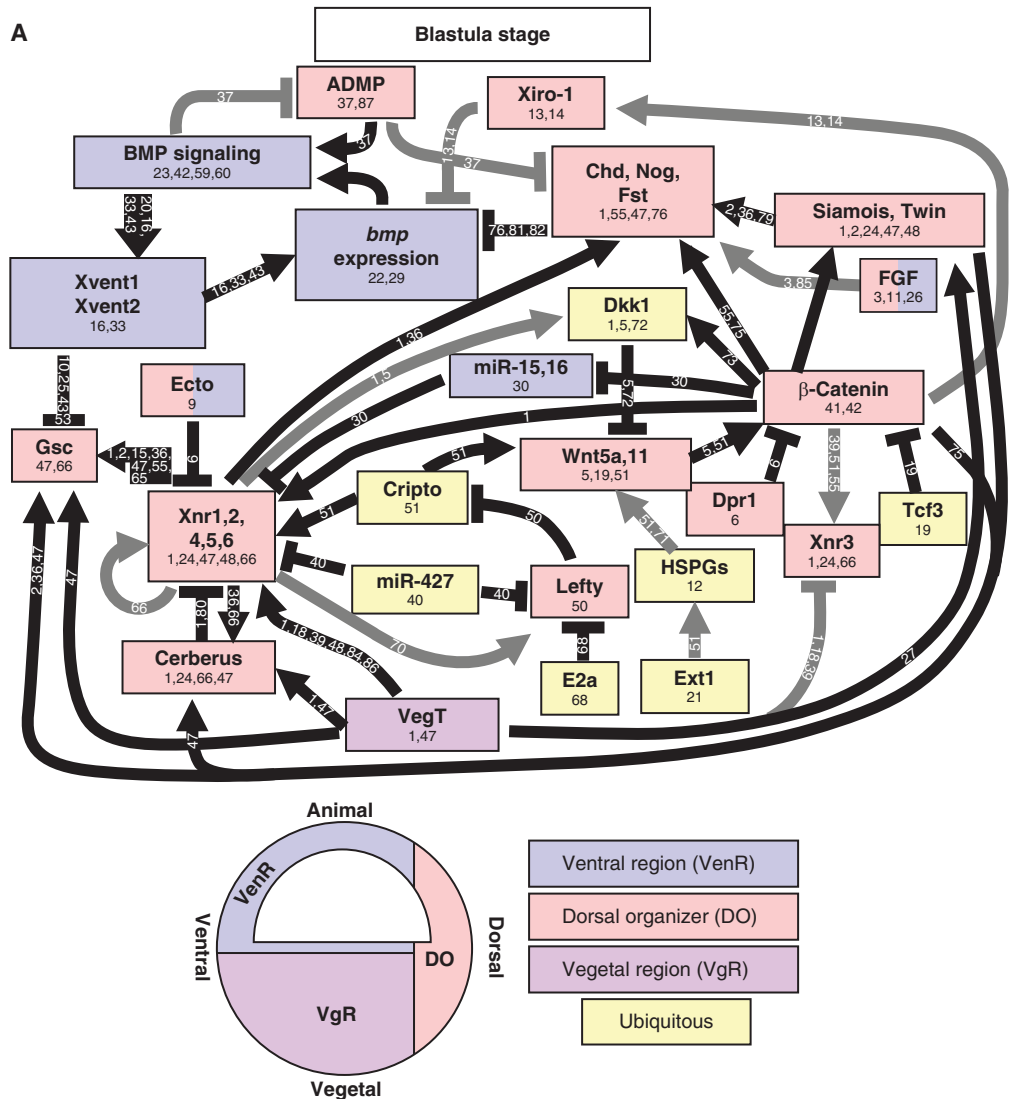 A
Blastula stage
ADMP
37,87
Xiro-1
13,14
37
13,14
BMP signaling
23,42,59,60
37
13,14
37
Chd, Nog,
Fst
1,55,47,76
2,36,79
Siamois, Twin
1,2,24,47,48
20,16,
33,43
bmp
expression
22,29
76.81.82
Xvent1
Xvent2
16,33
16,33,43
3,85
FGF
3,11,26
Dkk1
1,5,72
55,75
1,36
73
10,25,43,
53
Ecto
9
1,5
miR-15,16
30
30
5,72
β-Catenin
41,42
30
1
Gsc
47,66
1,2,15,36,
47,55,
65
9
51
Wnt5a,11
5,19,51
5,51
9
39,51,55
19
75
Cripto
51
Dpr1
6
Tcf3
19
Xnr1,2,
4,5,6
1,24,47,48,66
51
50
51,71
Xnr3
1,24,66
40
miR-427
40
40
Lefty
50
HSPGs
12
2,36,47
47
66
1,80
36,66
1,18,39,48,84,86
70
68
51
1,18,39
27
Cerberus
1,24,66,47
1,47
E2a
68
Ext1
21
VegT
1,47
47
Animal
Ventral region (VenR)
VenR
Dorsal organizer (DO)
Ventral
Dorsal
DO
Vegetal region (VgR)
VgR
Ubiquitous
Vegetal